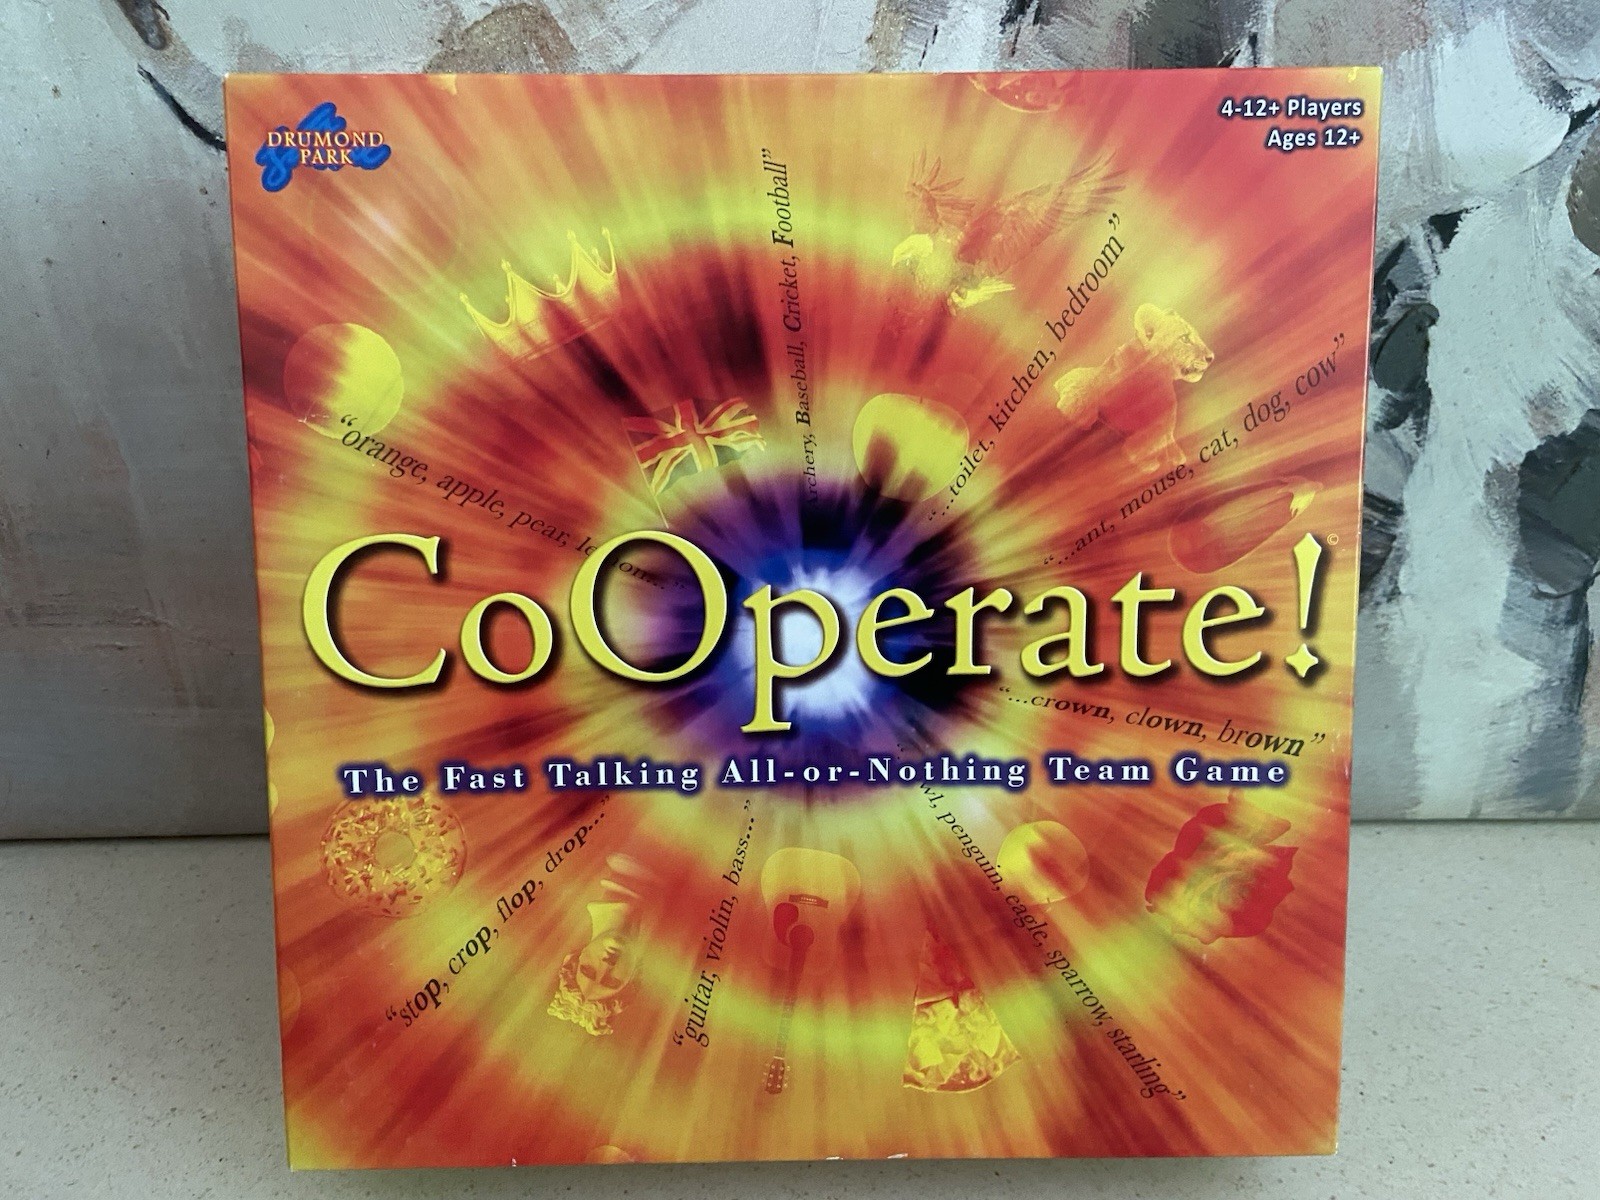 DRUMOND
PARK
4-12+ Players
Ages 12+
Archery, Baseball, Cricket, Football”
“...toilet, kitchen, bedroom”
“...ant, mouse, cat, dog, cow”
“orange, apple, pear, lemon...”
CoOperate!©
“...crown, clown, brown”
The Fast Talking All-or-Nothing Team Game
“stop, crop, flop, drop...”
“guitar, violin, bass...”
penguin, eagle, sparrow, starling”